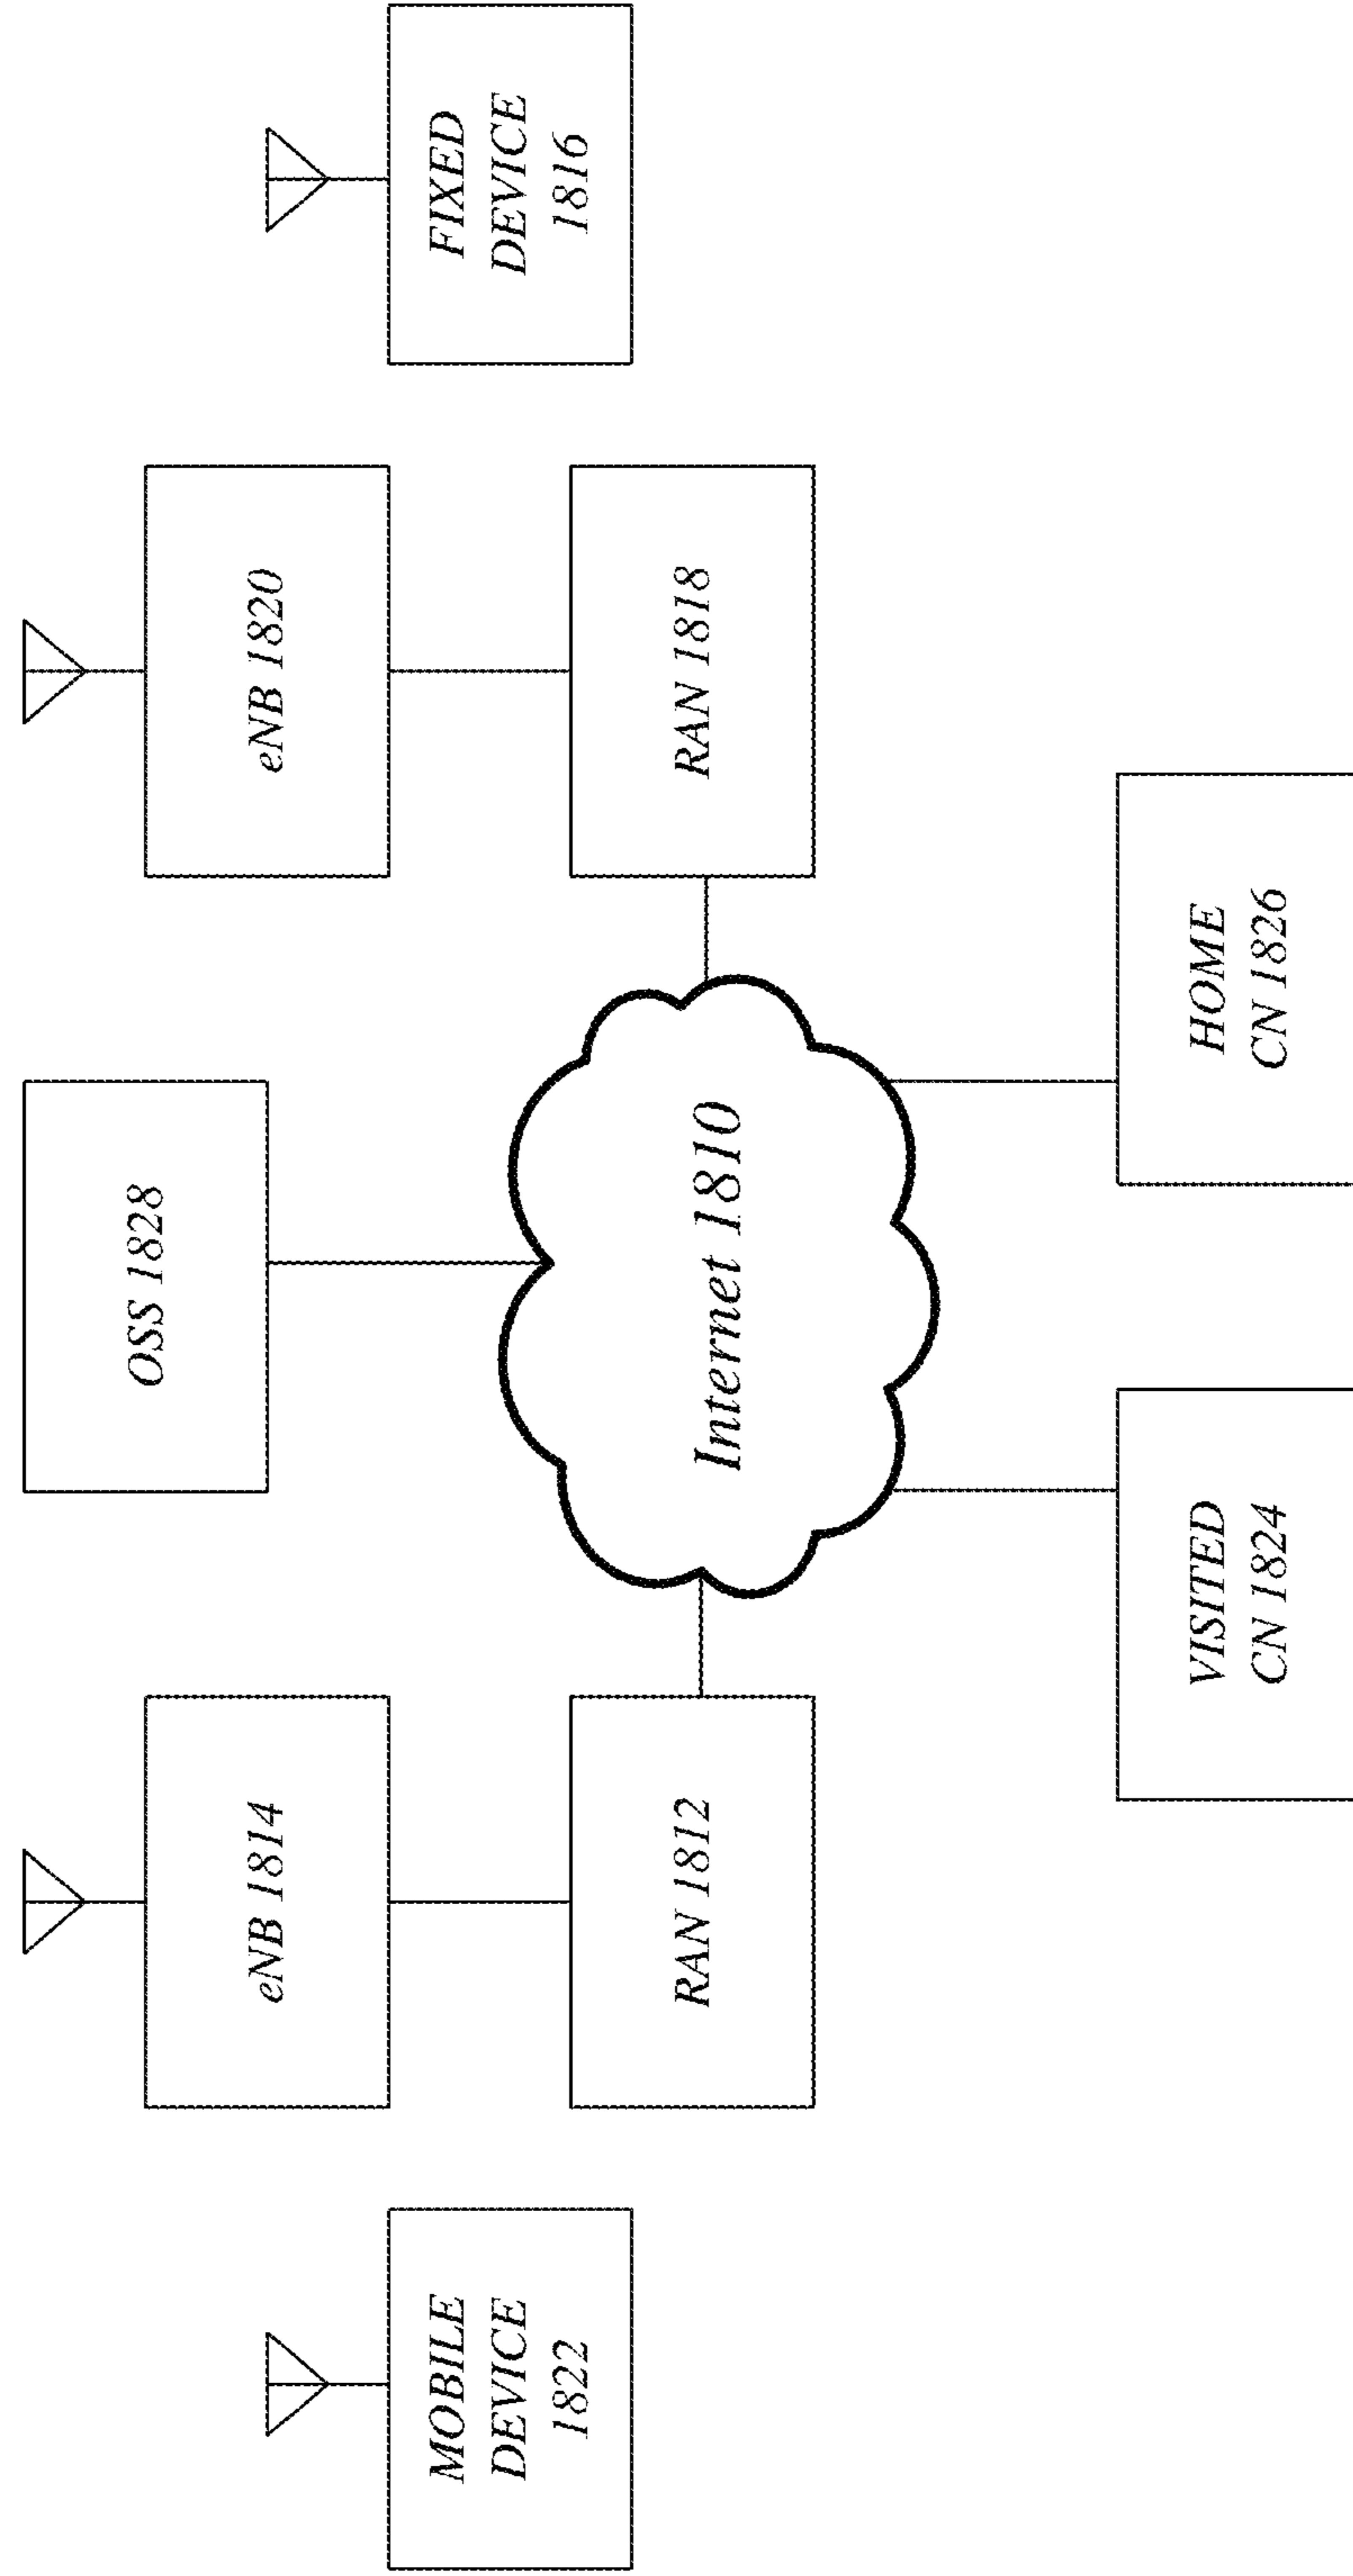 OSS 1828
eNB 1814
eNB 1820
MOBILE
DEVICE
1822
FIXED
DEVICE
1816
RAN 1812
Internet 1810
RAN 1818
VISITED
CN 1824
HOME
CN 1826